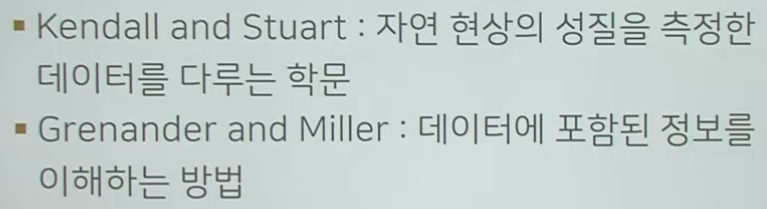 ▪ Kendall and Stuart : 자연 현상의 성질을 측정한
데이터를 다루는 학문
▪ Grenander and Miller : 데이터에 포함된 정보를
이해하는 방법